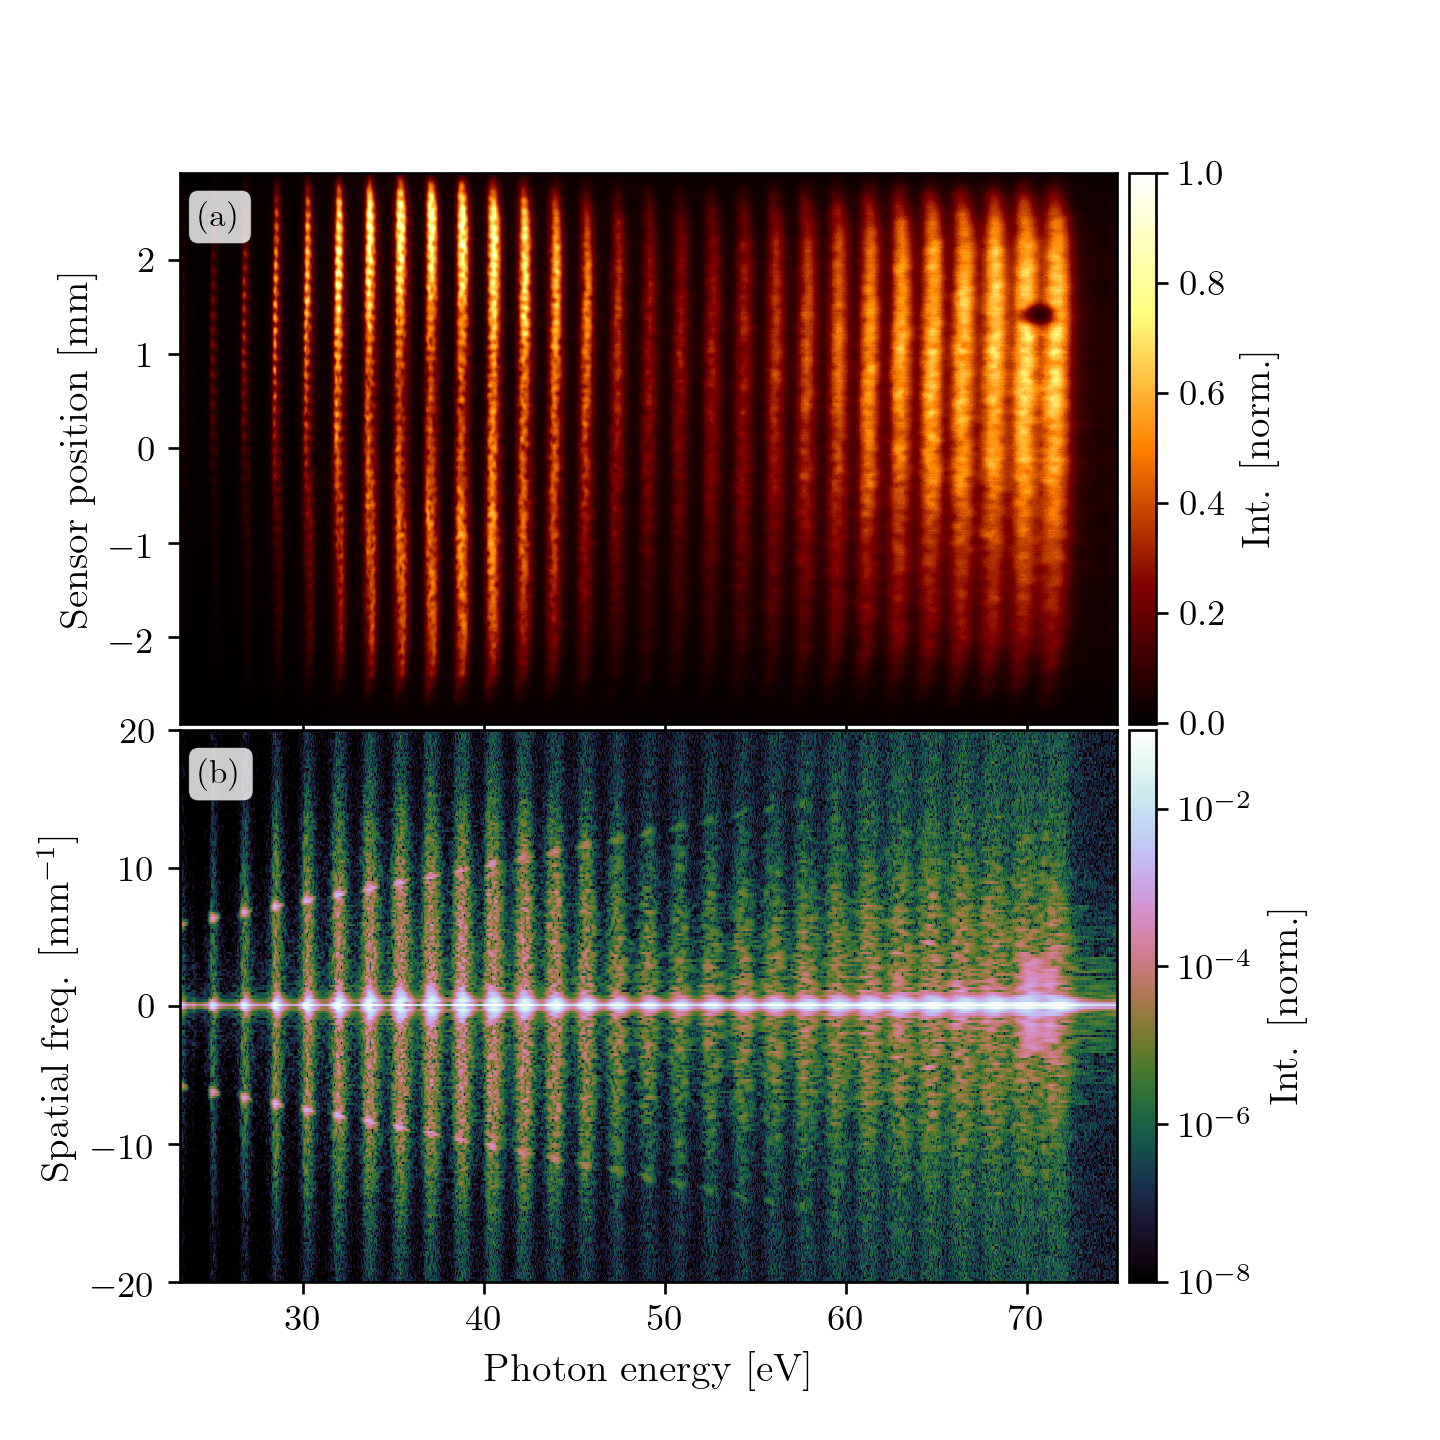 (a)
Sensor position [mm]
2
1
0
−1
−2
1.0
0.8
0.6
0.4
0.2
0.0
Int. [norm.]
(b)
Spatial freq. [mm⁻¹]
20
10
0
−10
−20
10⁻²
10⁻⁴
10⁻⁶
10⁻⁸
Int. [norm.]
30 40 50 60 70
Photon energy [eV]